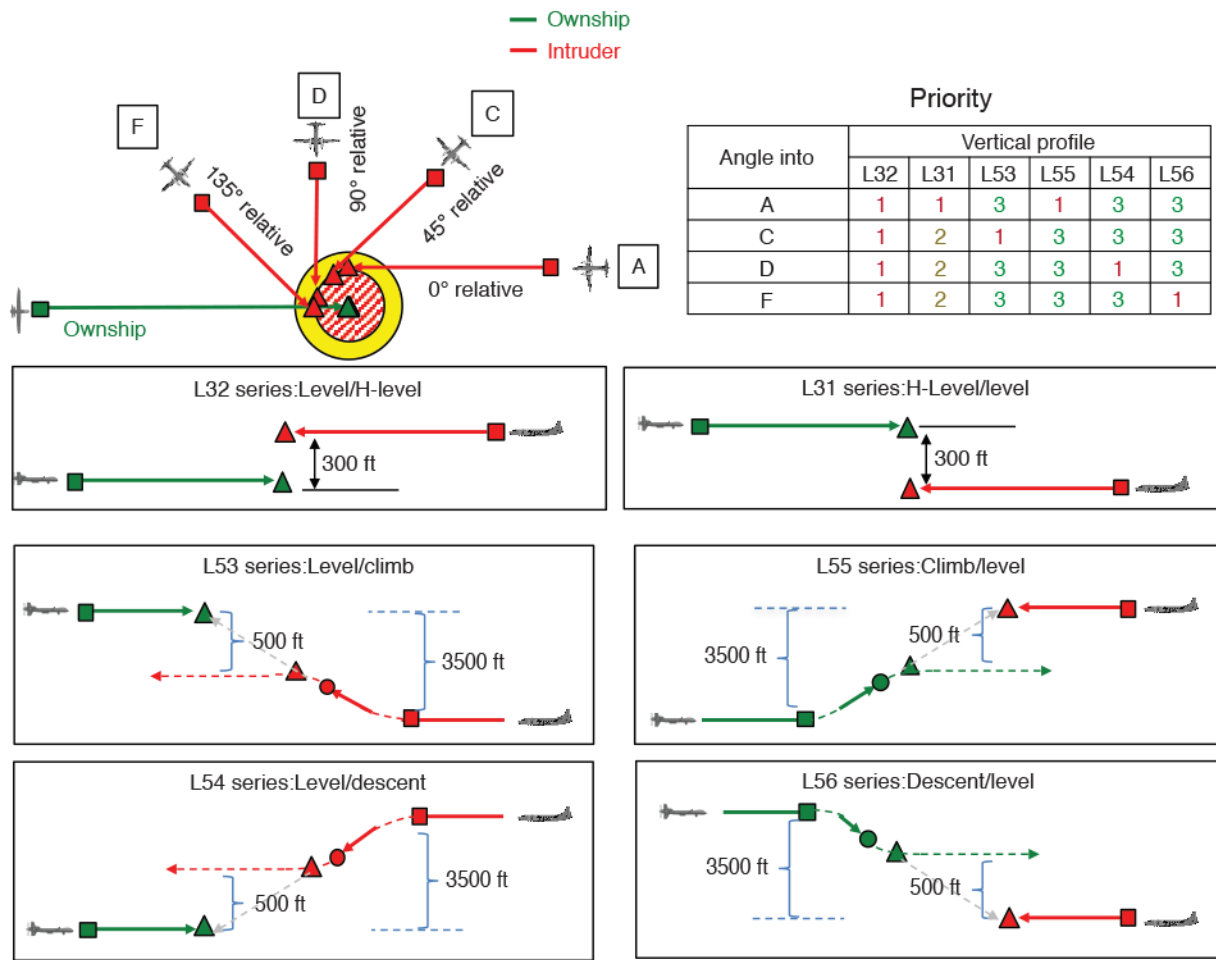 Ownship
Intruder
D
C
F
A
135° relative
90° relative
45° relative
0° relative
Ownship
Priority
Angle into Vertical profile
L32 L31 L53 L55 L54 L56
A 1 1 3 1 3 3
C 1 2 1 3 3 3
D 1 2 3 3 1 3
F 1 2 3 3 3 1
L32 series:Level/H-level
300 ft
L31 series:H-Level/level
300 ft
L53 series:Level/climb
500 ft
3500 ft
L55 series:Climb/level
3500 ft
500 ft
L54 series:Level/descent
500 ft
3500 ft
L56 series:Descent/level
3500 ft
500 ft